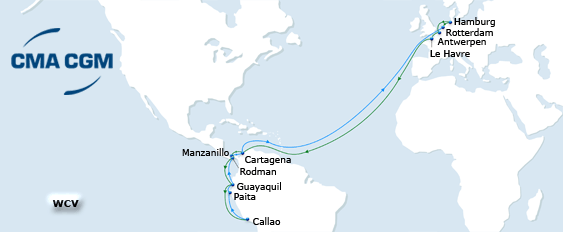 CMA CGM
Hamburg
Rotterdam
Antwerpen
Le Havre
Manzanillo
Cartagena
Rodman
Guayaquil
Paita
Callao
WCV